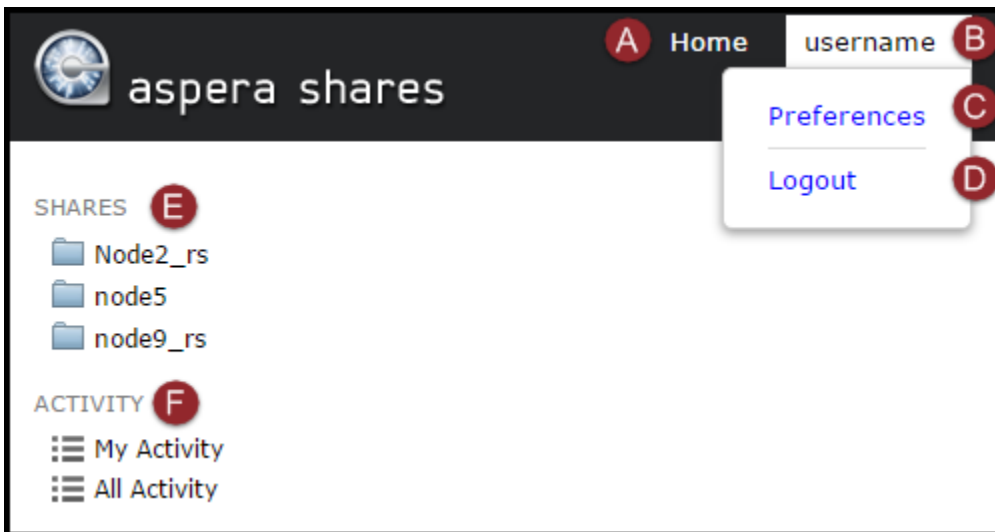 A Home username B
aspera shares
Preferences C
Logout D
SHARES E
Node2_rs
node5
node9_rs
ACTIVITY F
My Activity
All Activity